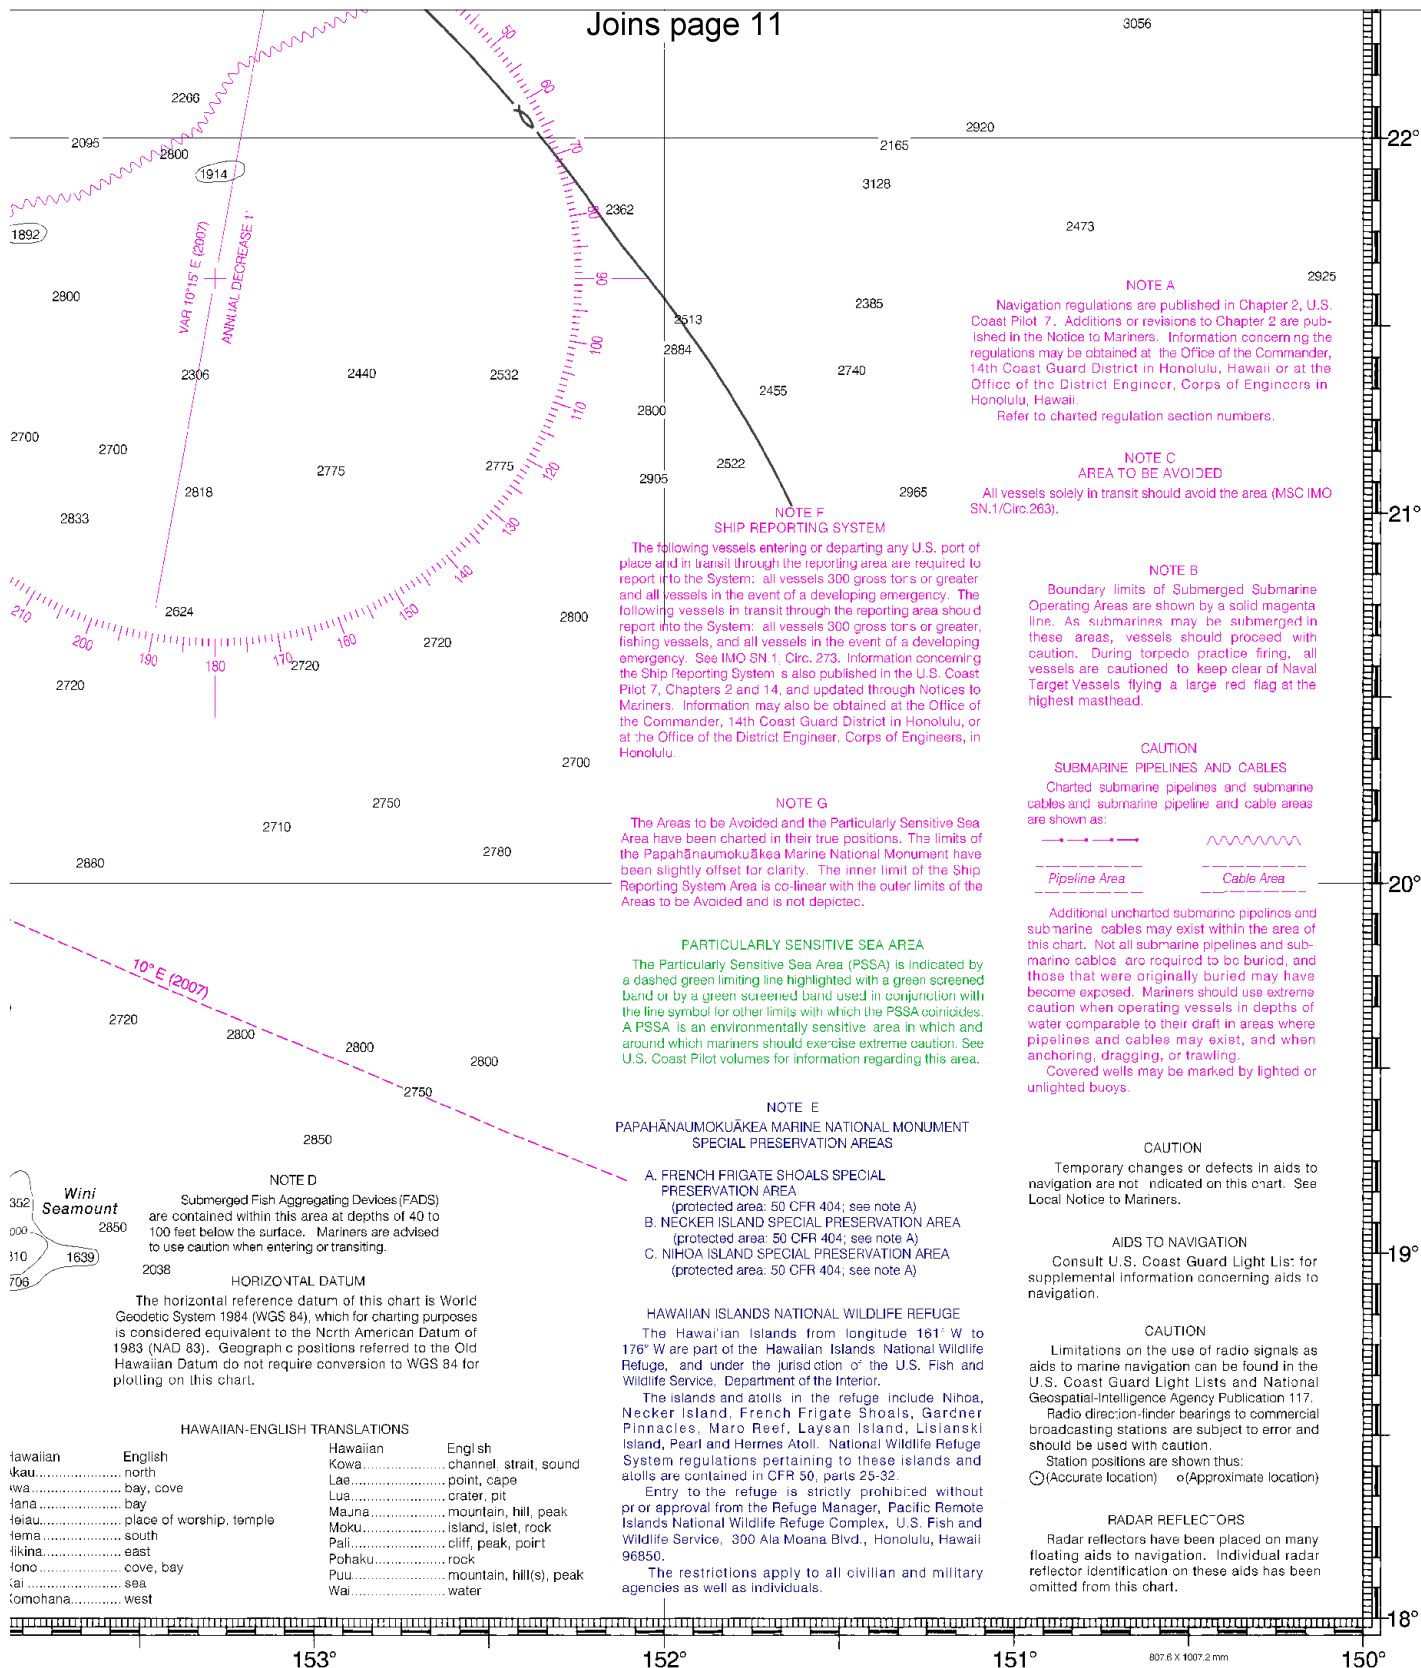 Joins page 11
3056
50
60
2266
2920
22°
2095
2800
70
2165
1914
3128
2362
80
2473
1892
VAR 10°15' E (2007)
ANNUAL DECREASE 1'
2925
90
2800
2385
2513
2884
100
2306
2440
2532
2740
2455
2800
110
2700
2700
2775
2775
120
2522
2905
2818
2965
2833
130
21°
140
150
2624
2800
210
200
190
180
170
160
2720
2720
2720
2700
2750
2710
2780
2880
20°
10° E (2007)
2720
2800
2800
2800
2750
2850
Wini
Seamount
352
2850
000
310
1639
706
2038
19°
NOTE A
Navigation regulations are published in Chapter 2, U.S.
Coast Pilot 7. Additions or revisions to Chapter 2 are pub-
lished in the Notice to Mariners. Information concerning the
regulations may be obtained at the Office of the Commander,
14th Coast Guard District in Honolulu, Hawaii or at the
Office of the District Engineer, Corps of Engineers in
Honolulu, Hawaii.
Refer to charted regulation section numbers.
NOTE C
AREA TO BE AVOIDED
All vessels solely in transit should avoid the area (MSC IMO
SN.1/Circ.263).
NOTE F
SHIP REPORTING SYSTEM
The following vessels entering or departing any U.S. port of
place and in transit through the reporting area are required to
report into the System: all vessels 300 gross tons or greater
and all vessels in the event of a developing emergency. The
following vessels in transit through the reporting area should
report into the System: all vessels 300 gross tons or greater,
fishing vessels, and all vessels in the event of a developing
emergency. See IMO SN.1, Circ. 273. Information concerning
the Ship Reporting System is also published in the U.S. Coast
Pilot 7, Chapters 2 and 14, and updated through Notices to
Mariners. Information may also be obtained at the Office of
the Commander, 14th Coast Guard District in Honolulu, or
at the Office of the District Engineer, Corps of Engineers, in
Honolulu.
NOTE B
Boundary limits of Submerged Submarine
Operating Areas are shown by a solid magenta
line. As submarines may be submerged in
these areas, vessels should proceed with
caution. During torpedo practice firing, all
vessels are cautioned to keep clear of Naval
Target Vessels flying a large red flag at the
highest masthead.
NOTE G
The Areas to be Avoided and the Particularly Sensitive Sea
Area have been charted in their true positions. The limits of
the Papahānaumokuākea Marine National Monument have
been slightly offset for clarity. The inner limit of the Ship
Reporting System Area is co-linear with the outer limits of the
Areas to be Avoided and is not depicted.
CAUTION
SUBMARINE PIPELINES AND CABLES
Charted submarine pipelines and submarine
cables and submarine pipeline and cable areas
are shown as:
Pipeline Area
Cable Area
Additional uncharted submarine pipelines and
submarine cables may exist within the area of
this chart. Not all submarine pipelines and sub-
marine cables are required to be buried, and
those that were originally buried may have
become exposed. Mariners should use extreme
caution when operating vessels in depths of
water comparable to their draft in areas where
pipelines and cables may exist, and when
anchoring, dragging, or trawling.
Covered wells may be marked by lighted or
unlighted buoys.
PARTICULARLY SENSITIVE SEA AREA
The Particularly Sensitive Sea Area (PSSA) is indicated by
a dashed green limiting line highlighted with a green screened
band or by a green screened band used in conjunction with
the line symbol for other limits with which the PSSA coinicides.
A PSSA is an environmentally sensitive area in which and
around which mariners should exercise extreme caution. See
U.S. Coast Pilot volumes for information regarding this area.
NOTE E
PAPAHĀNAUMOKUĀKEA MARINE NATIONAL MONUMENT
SPECIAL PRESERVATION AREAS
A. FRENCH FRIGATE SHOALS SPECIAL
PRESERVATION AREA
(protected area: 50 CFR 404; see note A)
B. NECKER ISLAND SPECIAL PRESERVATION AREA
(protected area: 50 CFR 404; see note A)
C. NIHOA ISLAND SPECIAL PRESERVATION AREA
(protected area: 50 CFR 404; see note A)
CAUTION
Temporary changes or defects in aids to
navigation are not indicated on this chart. See
Local Notice to Mariners.
AIDS TO NAVIGATION
Consult U.S. Coast Guard Light List for
supplemental information concerning aids to
navigation.
NOTE D
Submerged Fish Aggregating Devices (FADS)
are contained within this area at depths of 40 to
100 feet below the surface. Mariners are advised
to use caution when entering or transiting.
HORIZONTAL DATUM
The horizontal reference datum of this chart is World
Geodetic System 1984 (WGS 84), which for charting purposes
is considered equivalent to the North American Datum of
1983 (NAD 83). Geographic positions referred to the Old
Hawaiian Datum do not require conversion to WGS 84 for
plotting on this chart.
HAWAIIAN ISLANDS NATIONAL WILDLIFE REFUGE
The Hawai'ian Islands from longitude 161° W to
176° W are part of the Hawaiian Islands National Wildlife
Refuge, and under the jurisdiction of the U.S. Fish and
Wildlife Service, Department of the Interior.
The islands and atolls in the refuge include Nihoa,
Necker Island, French Frigate Shoals, Gardner
Pinnacles, Maro Reef, Laysan Island, Lisianski
Island, Pearl and Hermes Atoll. National Wildlife Refuge
System regulations pertaining to these islands and
atolls are contained in CFR 50, parts 25-32.
Entry to the refuge is strictly prohibited without
prior approval from the Refuge Manager, Pacific Remote
Islands National Wildlife Refuge Complex, U.S. Fish and
Wildlife Service, 300 Ala Moana Blvd., Honolulu, Hawaii
96850.
The restrictions apply to all civilian and military
agencies as well as individuals.
CAUTION
Limitations on the use of radio signals as
aids to marine navigation can be found in the
U.S. Coast Guard Light Lists and National
Geospatial-Intelligence Agency Publication 117.
Radio direction-finder bearings to commercial
broadcasting stations are subject to error and
should be used with caution.
Station positions are shown thus:
(Accurate location) o(Approximate location)
RADAR REFLECTORS
Radar reflectors have been placed on many
floating aids to navigation. Individual radar
reflector identification on these aids has been
omitted from this chart.
HAWAIIAN-ENGLISH TRANSLATIONS
Hawaiian English
Akau..................... north
Awa..................... bay, cove
Hana..................... bay
Heiau..................... place of worship, temple
Hema..................... south
Hikina..................... east
Hono..................... cove, bay
Kai..................... sea
Komohana............ west
Hawaiian English
Kowa..................... channel, strait, sound
Lae..................... point, cape
Lua..................... crater, pit
Mauna..................... mountain, hill, peak
Moku..................... island, islet, rock
Pali..................... cliff, peak, point
Pohaku..................... rock
Puu..................... mountain, hill(s), peak
Wai..................... water
18°
153°
152°
151°
150°
807.6 X 1007.2 mm